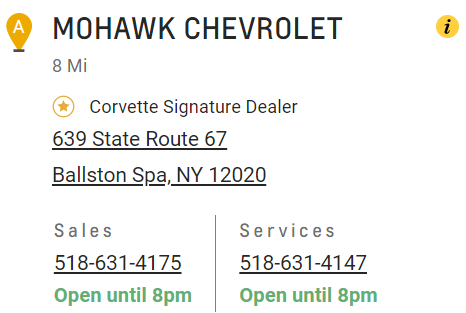 A MOHAWK CHEVROLET i
8 Mi
Corvette Signature Dealer
639 State Route 67
Ballston Spa, NY 12020
Sales Services
518-631-4175 518-631-4147
Open until 8pm Open until 8pm